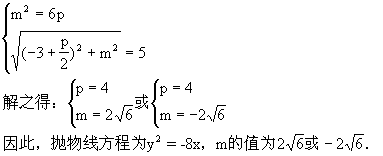 { m² = 6p
√((-3 + p/2)² + m²) = 5
解之得：{ p = 4 m = 2√6 或 { p = 4 m = -2√6
因此，抛物线方程为y² = -8x，m的值为2√6或 - 2√6.